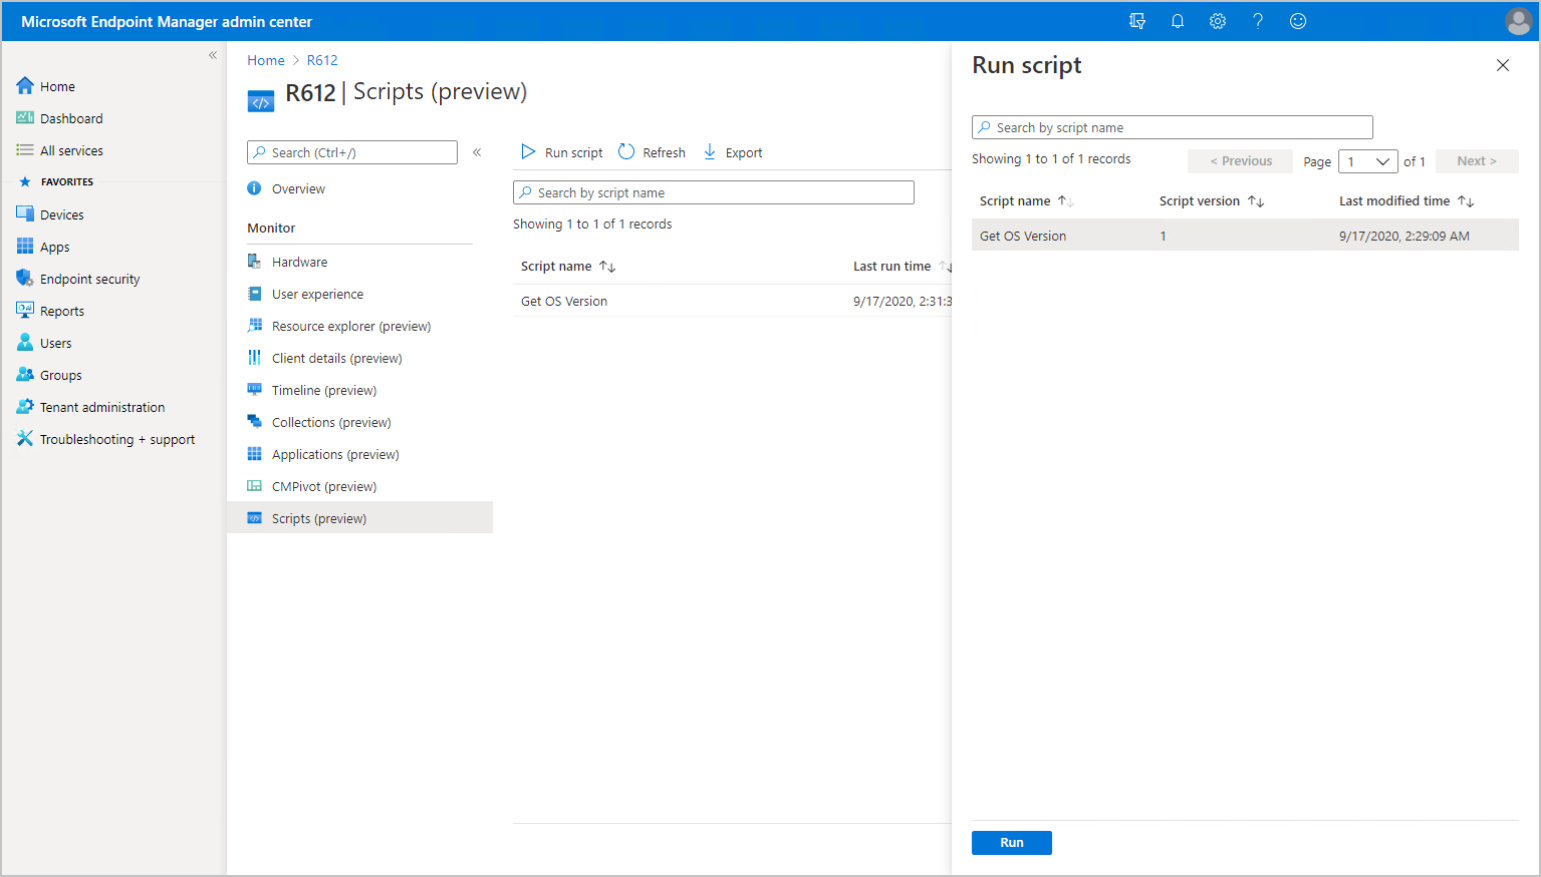 Microsoft Endpoint Manager admin center
Home
Dashboard
All services
FAVORITES
Devices
Apps
Endpoint security
Reports
Users
Groups
Tenant administration
Troubleshooting + support
Home > R612
R612 | Scripts (preview)
Search (Ctrl+/)
Overview
Monitor
Hardware
User experience
Resource explorer (preview)
Client details (preview)
Timeline (preview)
Collections (preview)
Applications (preview)
CMPivot (preview)
Scripts (preview)
Run script Refresh Export
Search by script name
Showing 1 to 1 of 1 records
Script name Last run time
Get OS Version 9/17/2020, 2:31:3
Run script
Search by script name
Showing 1 to 1 of 1 records < Previous Page 1 of 1 Next >
Script name Script version Last modified time
Get OS Version 1 9/17/2020, 2:29:09 AM
Run